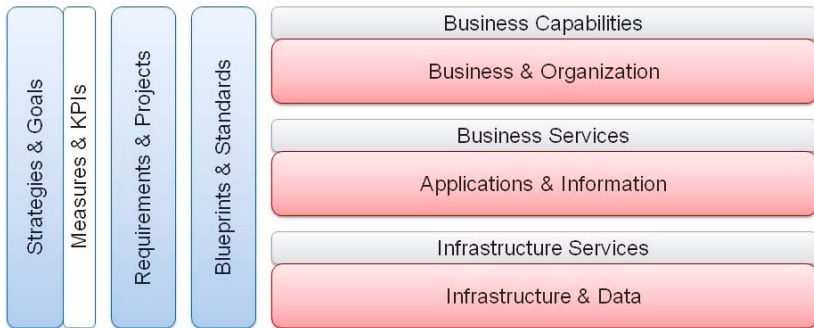 Strategies & Goals
Measures & KPIs
Requirements & Projects
Blueprints & Standards
Business Capabilities
Business & Organization
Business Services
Applications & Information
Infrastructure Services
Infrastructure & Data